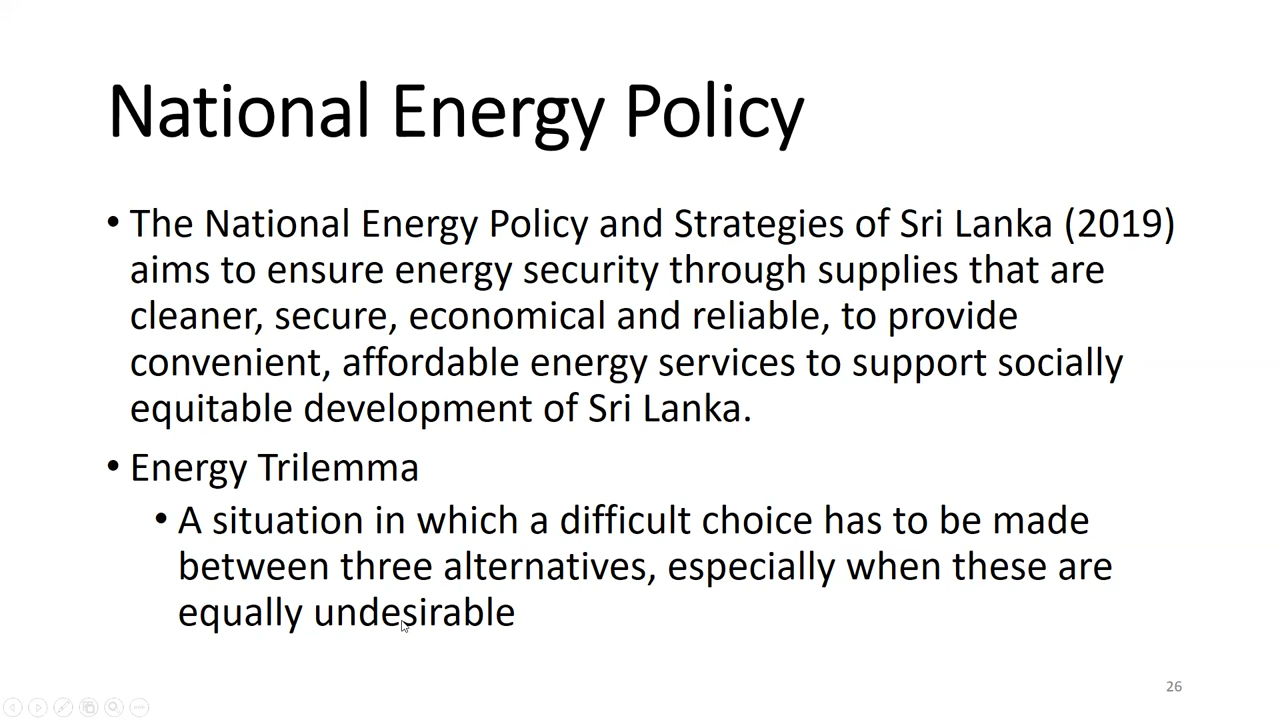 National Energy Policy
• The National Energy Policy and Strategies of Sri Lanka (2019)
aims to ensure energy security through supplies that are
cleaner, secure, economical and reliable, to provide
convenient, affordable energy services to support socially
equitable development of Sri Lanka.
• Energy Trilemma
• A situation in which a difficult choice has to be made
between three alternatives, especially when these are
equally undesirable
26